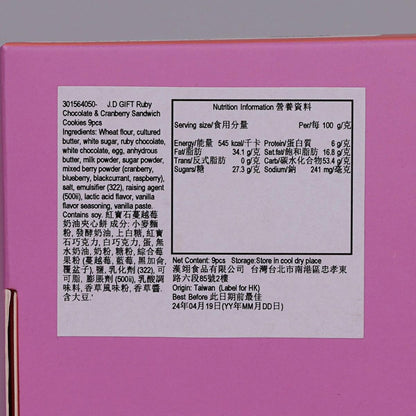 301564050- J.D GIFT Ruby
Chocolate & Cranberry Sandwich
Cookies 9pcs
Ingredients: Wheat flour, cultured
butter, white sugar, ruby chocolate,
white chocolate, egg, anhydrous
butter, milk powder, sugar powder,
mixed berry powder (cranberry,
blueberry, blackcurrant, raspberry),
salt, emulsifier (322), raising agent
(500ii), lactic acid flavor, vanilla
flavor seasoning, vanilla paste.
Contains soy. 紅寶石蔓越莓
奶油夾心餅 成分: 小麥麵
粉, 發酵奶油, 上白糖, 紅寶
石巧克力, 白巧克力, 蛋, 無
水奶油, 奶粉, 糖粉, 綜合莓
果粉 (蔓越莓, 藍莓, 黑加侖,
覆盆子), 鹽, 乳化劑 (322), 可
可脂, 膨脹劑 (500ii), 乳酸調
味料, 香草風味粉, 香草醬.
含大豆.'
Nutrition Information 營養資料
Serving size/食用分量 Per/每 100 g/克
Energy/能量 545 kcal/千卡 Protein/蛋白質 6 g/克
Fat/脂肪 34.1 g/克 Sat.fat/飽和脂肪 16.8 g/克
Trans/反式脂肪 0 g/克 Carb/碳水化合物 53.4 g/克
Sugars/糖 27.3 g/克 Sodium/鈉 241 mg/毫克
Net Weight: 9pcs Storage:Store in cool dry place
漢翊食品有限公司 台灣台北市南港區忠孝東
路六段85號2樓
Origin: Taiwan (Label for HK)
Best Before 此日期前最佳
24年04月19日(YY年MM月DD日)